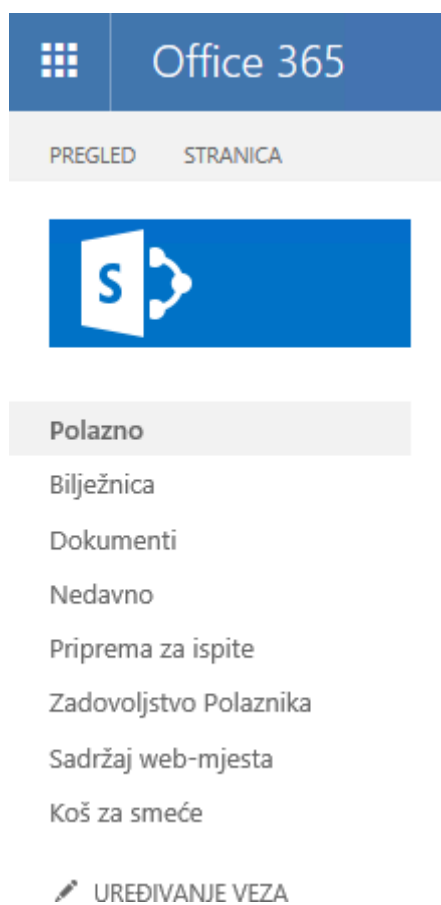 Office 365
PREGLED STRANICA
S
Polazno
Bilježnica
Dokumenti
Nedavno
Priprema za ispite
Zadovoljstvo Polaznika
Sadržaj web-mjesta
Koš za smeće
UREĐIVANJE VEZA